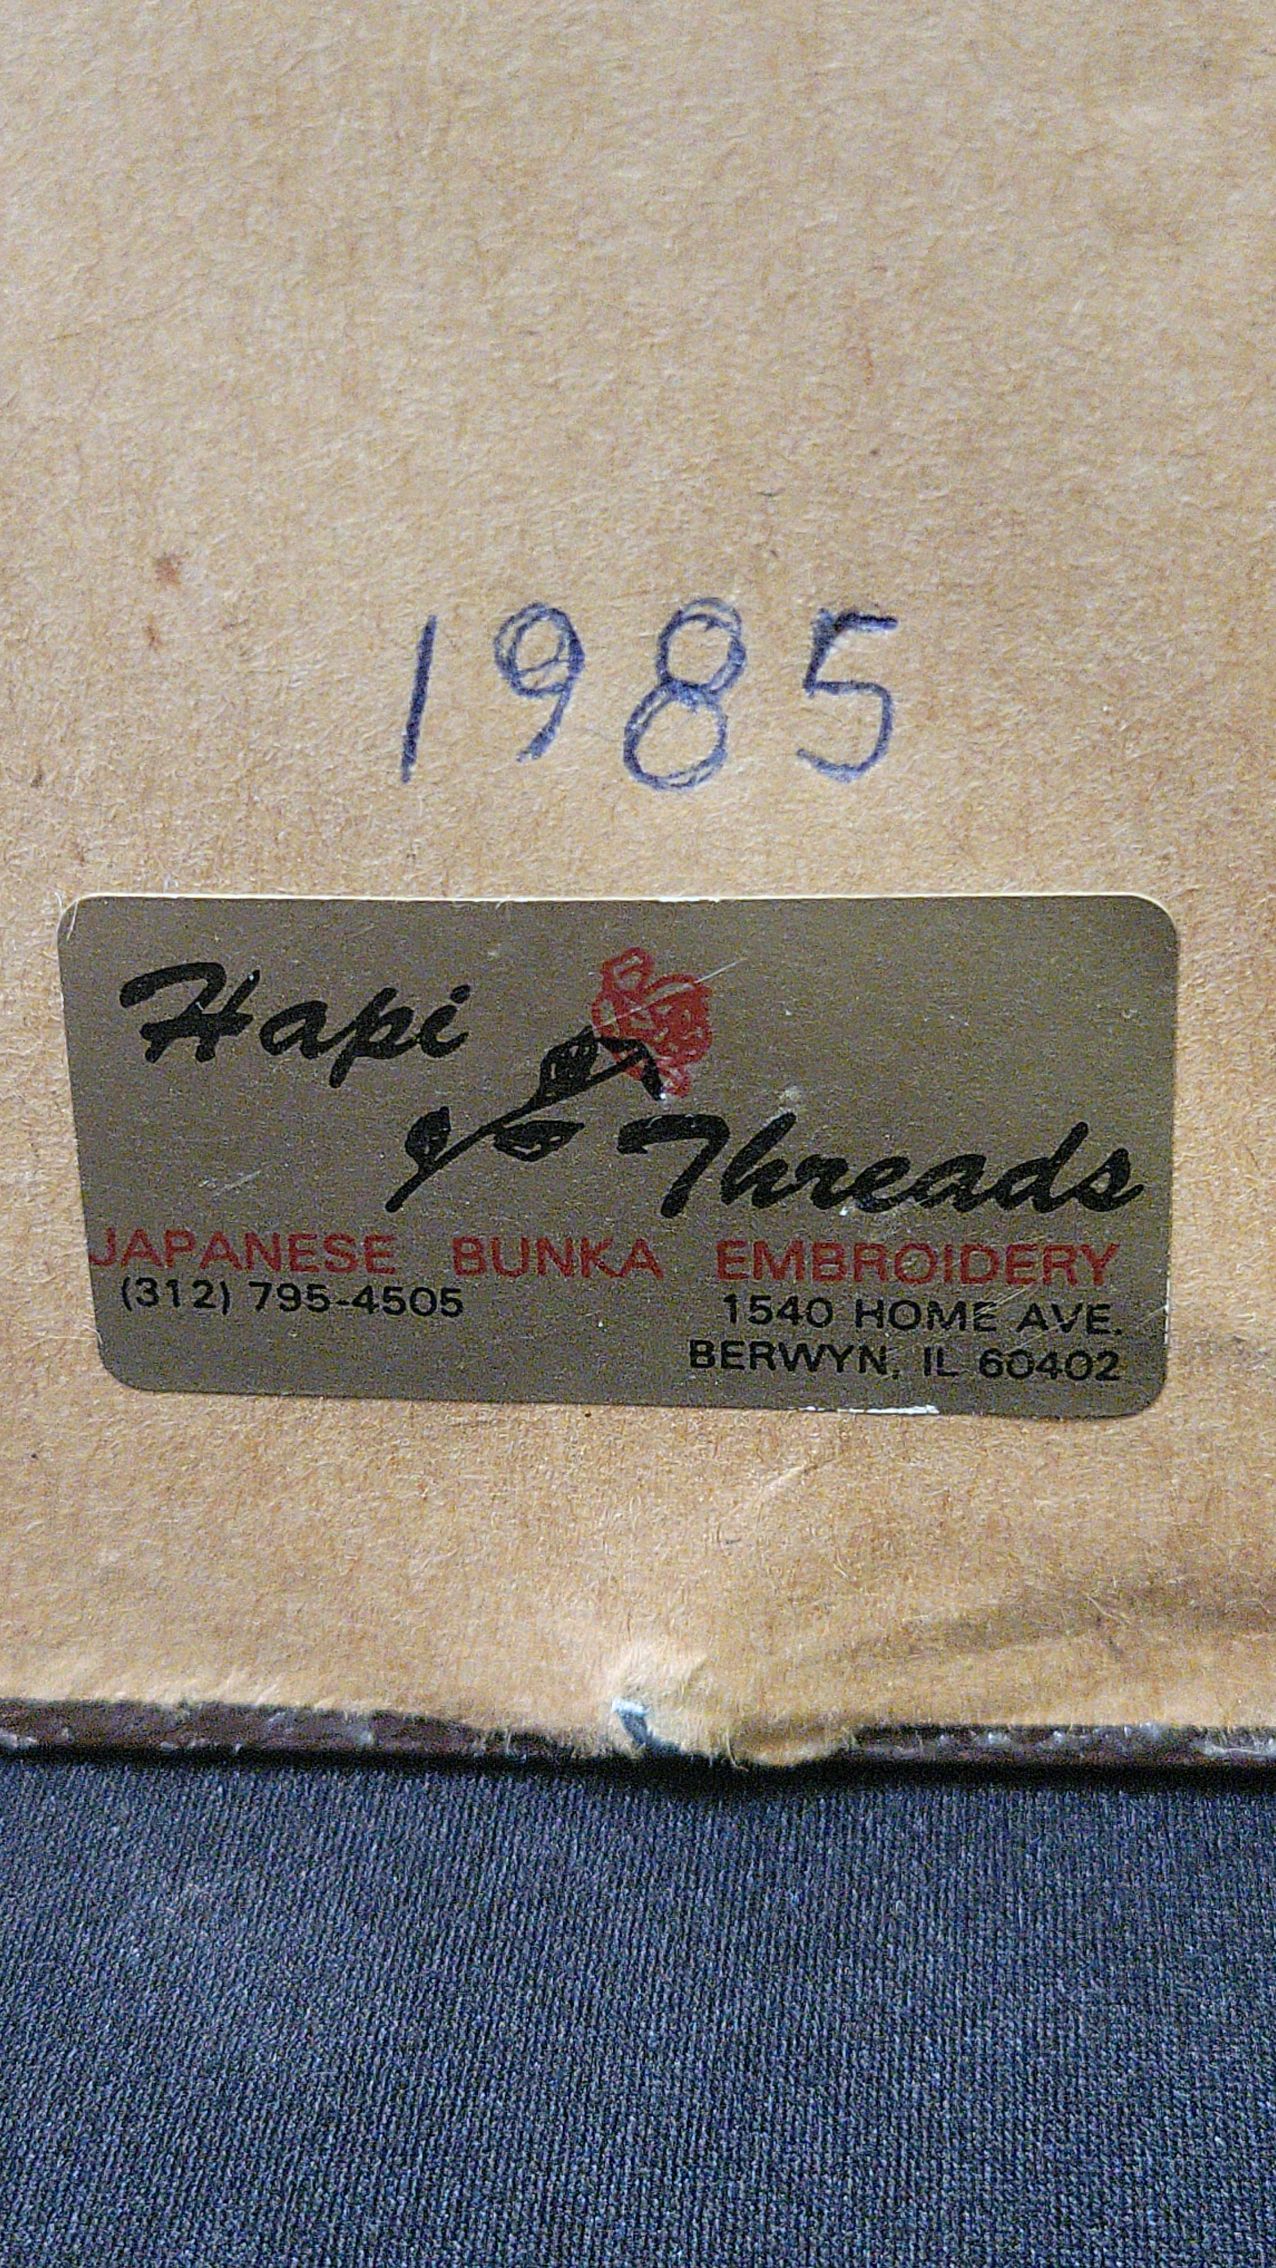 1985
Hapi
Threads
JAPANESE BUNKA EMBROIDERY
(312) 795-4505 1540 HOME AVE.
BERWYN, IL 60402